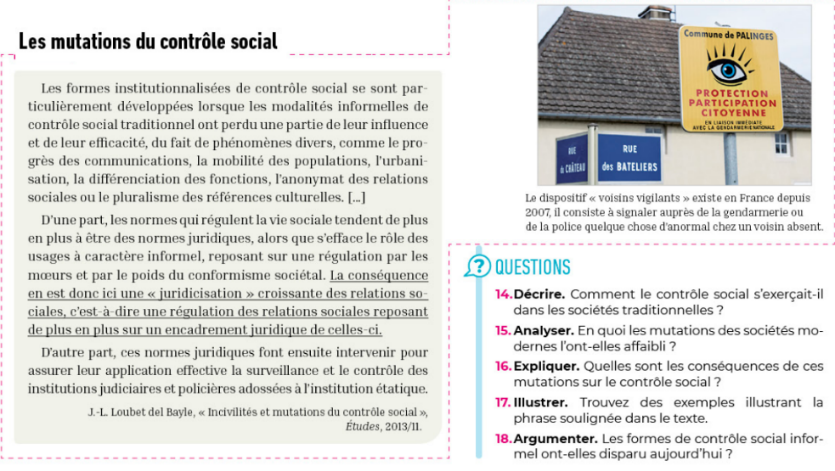 Les mutations du contrôle social
Les formes institutionnalisées de contrôle social se sont par-
ticulièrement développées lorsque les modalités informelles de
contrôle social traditionnel ont perdu une partie de leur influence
et de leur efficacité, du fait de phénomènes divers, comme le pro-
grès des communications, la mobilité des populations, l'urbani-
sation, la différenciation des fonctions, l'anonymat des relations
sociales ou le pluralisme des références culturelles. [...]
D'une part, les normes qui régulent la vie sociale tendent de plus
en plus à être des normes juridiques, alors que s'efface le rôle des
usages à caractère informel, reposant sur une régulation par les
mœurs et par le poids du conformisme sociétal. La conséquence
en est donc ici une « juridicisation » croissante des relations so-
ciales, c'est-à-dire une régulation des relations sociales reposant
de plus en plus sur un encadrement juridique de celles-ci.
D'autre part, ces normes juridiques font ensuite intervenir pour
assurer leur application effective la surveillance et le contrôle des
institutions judiciaires et policières adossées à l'institution étatique.
J.-L. Loubet del Bayle, « Incivilités et mutations du contrôle social »,
Études, 2013/11.
Commune de PALINGES
PROTECTION
PARTICIPATION
CITOYENNE
EN LIAISON IMMÉDIATE
AVEC LA GENDARMERIE NATIONALE
RUE
du CHÂTEAU
RUE
des BATELIERS
Le dispositif « voisins vigilants » existe en France depuis
2007, il consiste à signaler auprès de la gendarmerie ou
de la police quelque chose d'anormal chez un voisin absent.
? QUESTIONS
14. Décrire. Comment le contrôle social s'exerçait-il
dans les sociétés traditionnelles ?
15. Analyser. En quoi les mutations des sociétés mo-
dernes l'ont-elles affaibli ?
16. Expliquer. Quelles sont les conséquences de ces
mutations sur le contrôle social ?
17. Illustrer. Trouvez des exemples illustrant la
phrase soulignée dans le texte.
18. Argumenter. Les formes de contrôle social infor-
mel ont-elles disparu aujourd'hui ?